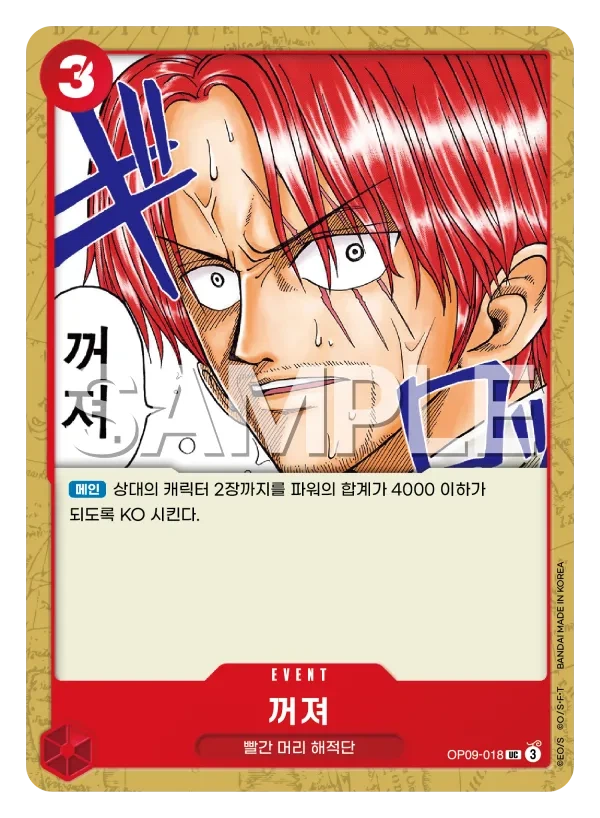 3
꺼
져
SAMPLE
메인 상대의 캐릭터 2장까지를 파워의 합계가 4000 이하가
되도록 KO 시킨다.
EVENT
꺼져
빨간 머리 해적단
OP09-018 UC 3
©E.O/S ©O/S·F·T BANDAI MADE IN KOREA